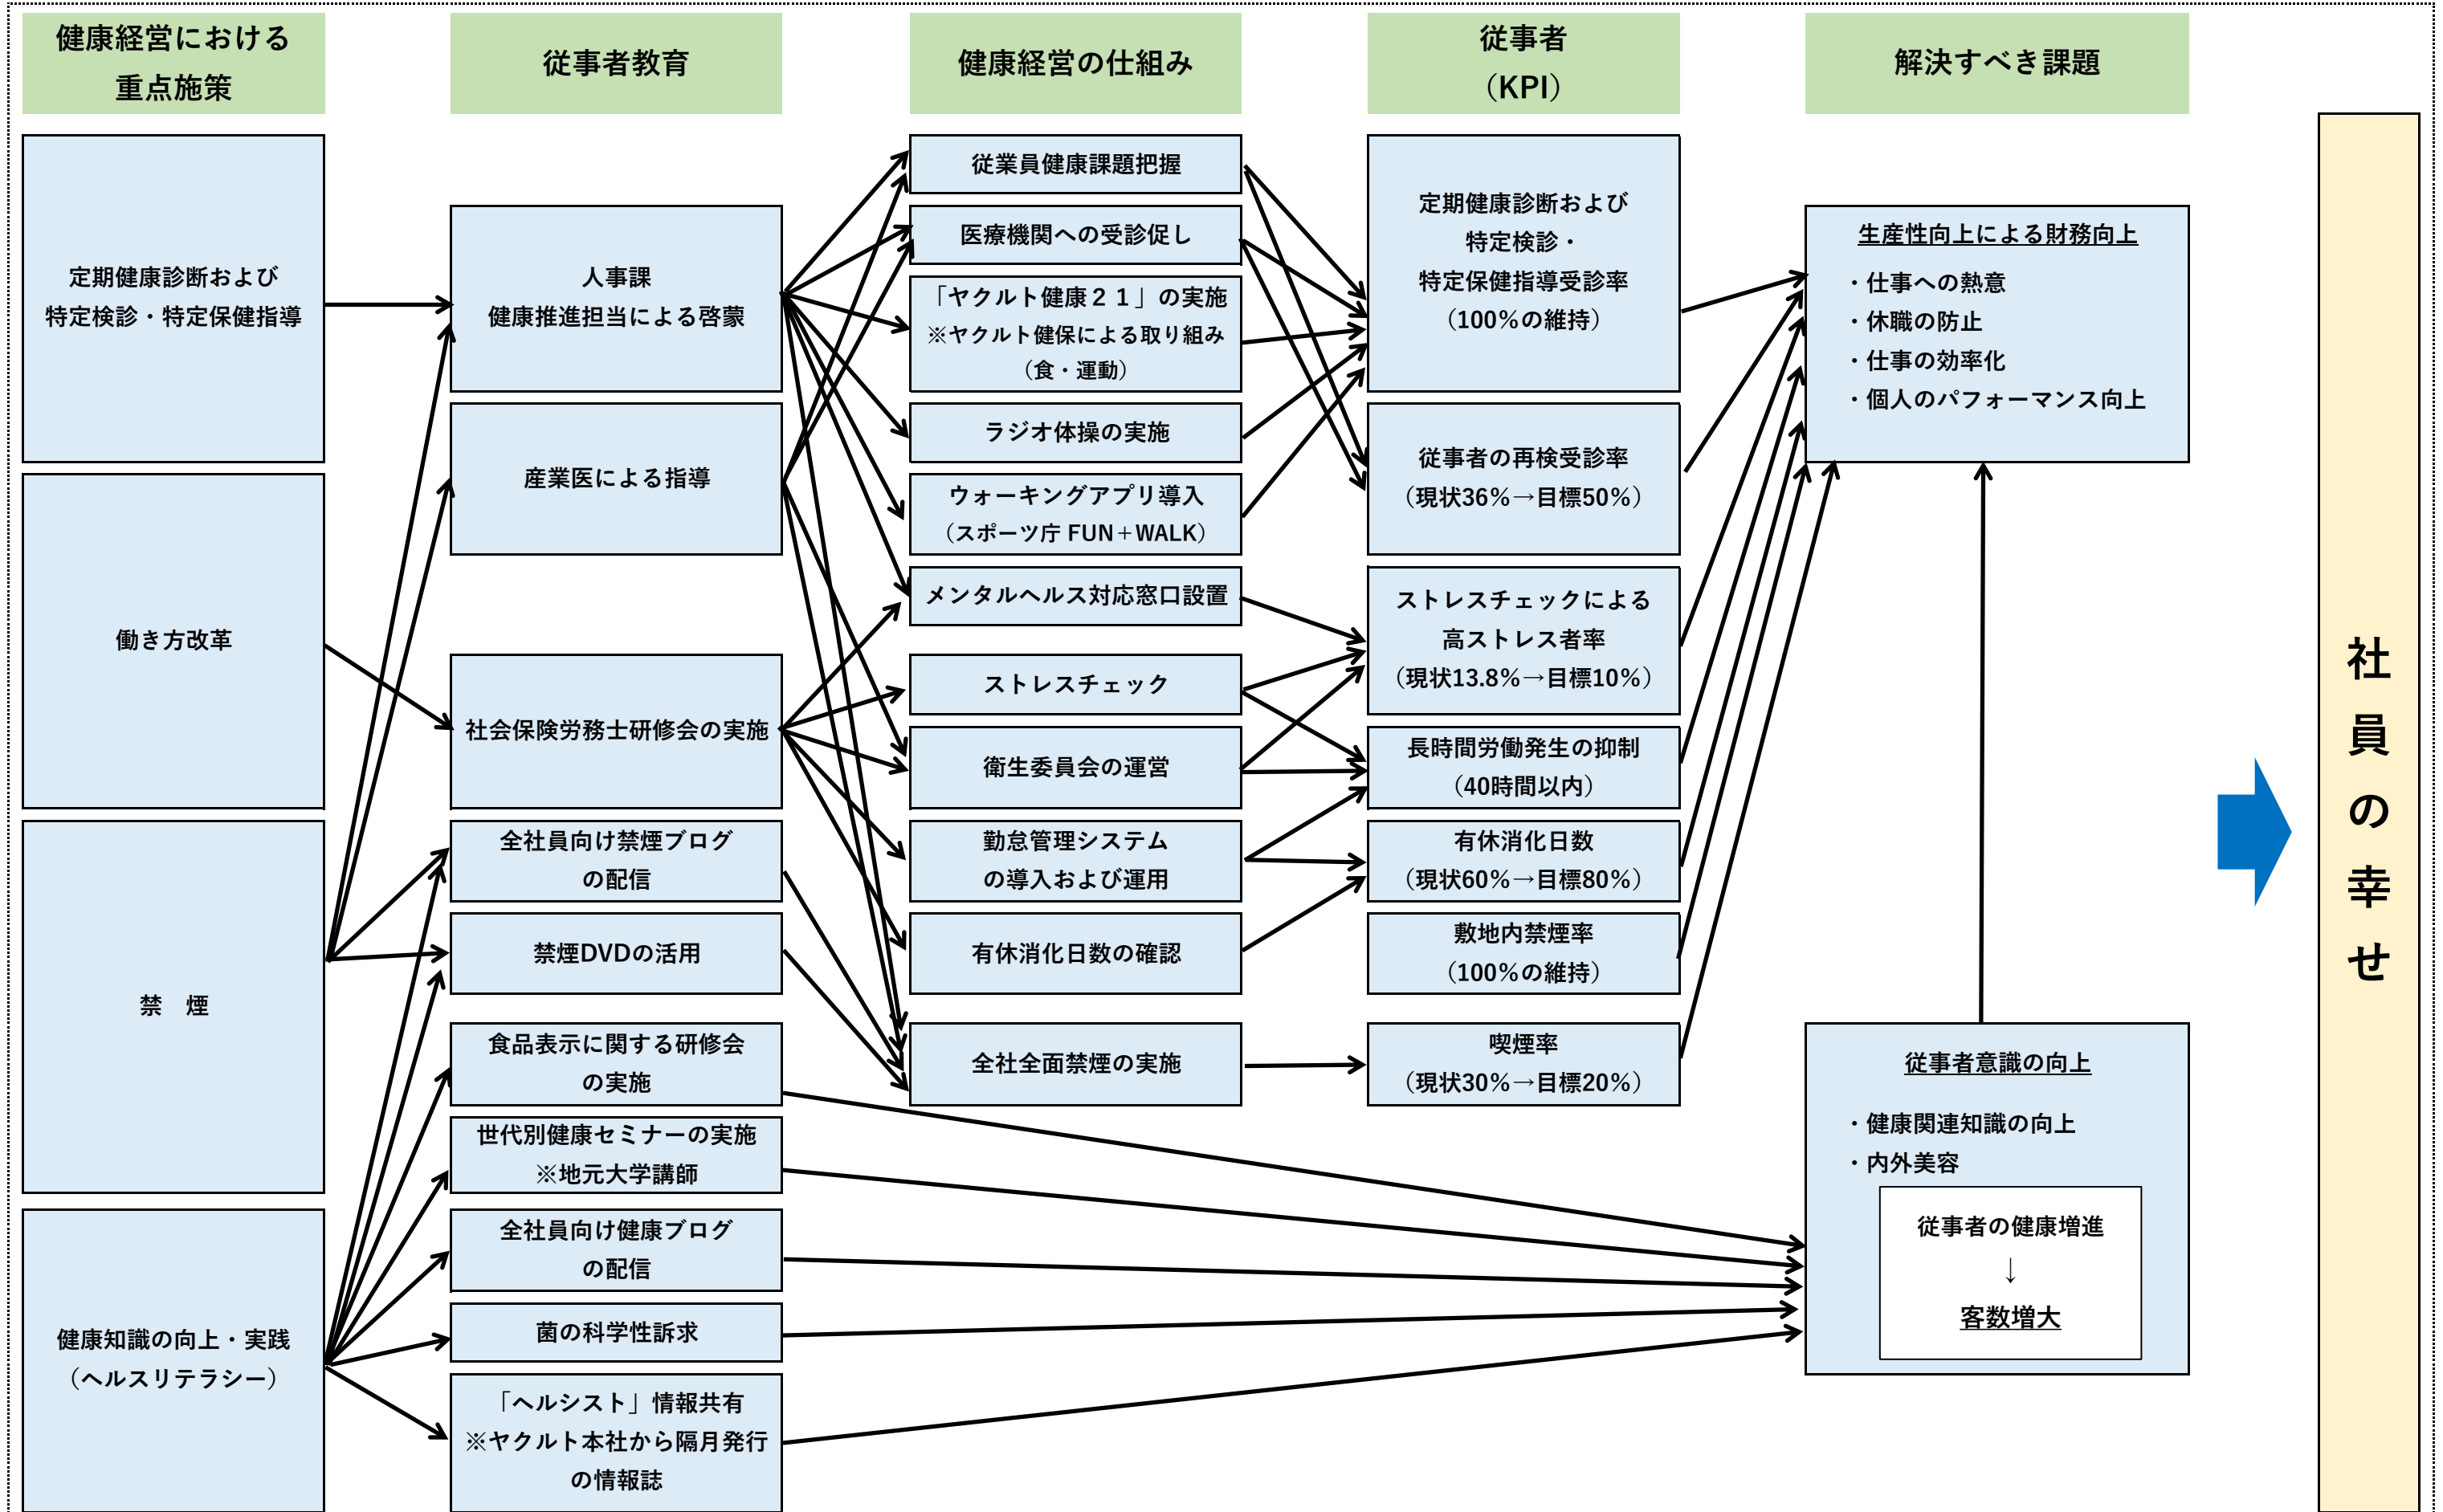 健康経営における
重点施策
従事者教育
健康経営の仕組み
従事者
（KPI）
解決すべき課題
定期健康診断および
特定検診・特定保健指導
働き方改革
禁　煙
健康知識の向上・実践
（ヘルスリテラシー）
人事課
健康推進担当による啓蒙
産業医による指導
社会保険労務士研修会の実施
全社員向け禁煙ブログ
の配信
禁煙DVDの活用
食品表示に関する研修会
の実施
世代別健康セミナーの実施
※地元大学講師
全社員向け健康ブログ
の配信
菌の科学性訴求
「ヘルシスト」情報共有
※ヤクルト本社から隔月発行
の情報誌
従業員健康課題把握
医療機関への受診促し
「ヤクルト健康２１」の実施
※ヤクルト健保による取り組み
（食・運動）
ラジオ体操の実施
ウォーキングアプリ導入
（スポーツ庁 FUN＋WALK）
メンタルヘルス対応窓口設置
ストレスチェック
衛生委員会の運営
勤怠管理システム
の導入および運用
有休消化日数の確認
全社全面禁煙の実施
定期健康診断および
特定検診・
特定保健指導受診率
（100％の維持）
従事者の再検受診率
（現状36％→目標50％）
ストレスチェックによる
高ストレス者率
（現状13.8％→目標10％）
長時間労働発生の抑制
（40時間以内）
有休消化日数
（現状60％→目標80％）
敷地内禁煙率
（100％の維持）
喫煙率
（現状30％→目標20％）
生産性向上による財務向上
・仕事への熱意
・休職の防止
・仕事の効率化
・個人のパフォーマンス向上
従事者意識の向上
・健康関連知識の向上
・内外美容
従事者の健康増進
↓
客数増大
社員の幸せ